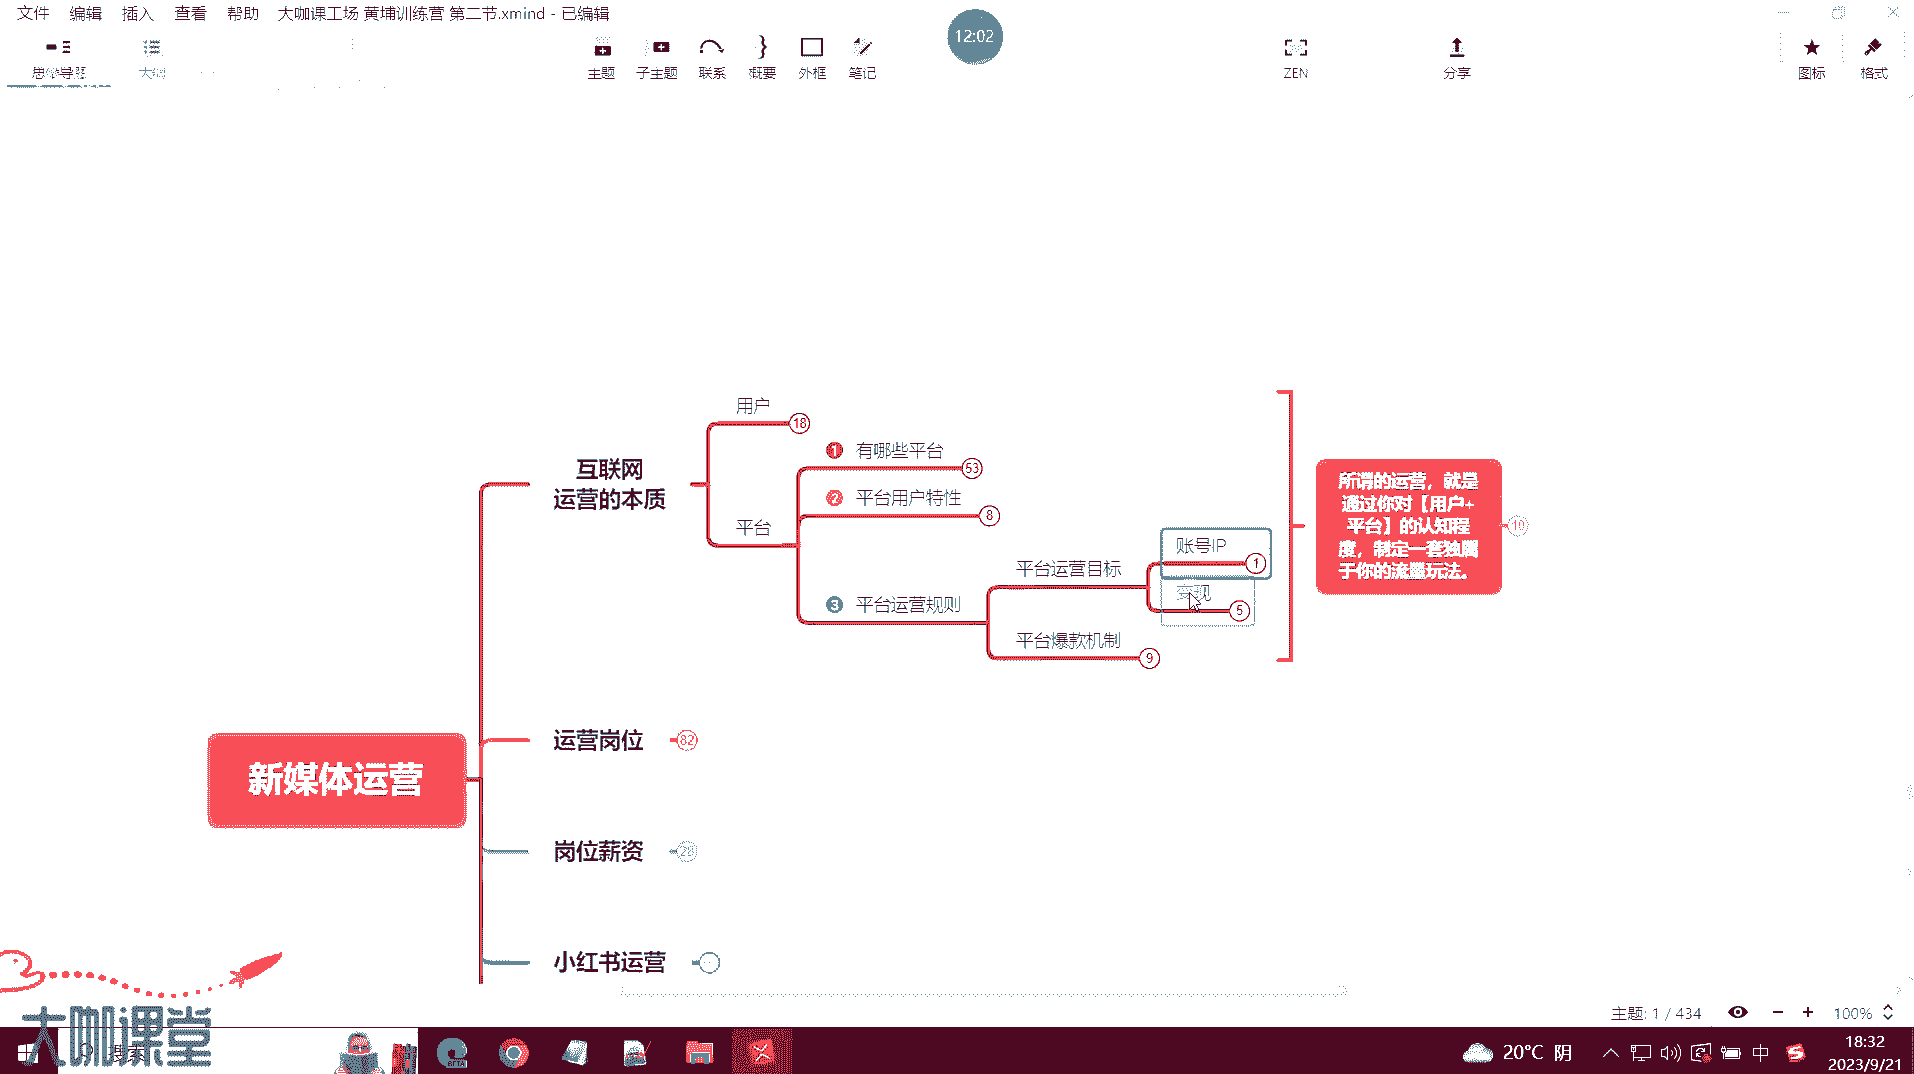 文件 编辑 插入 查看 帮助 大咖课工场 黄埔训练营 第二节.xmind - 已编辑
12:02
思维导图 大纲 主题 子主题 联系 概要 外框 笔记 ZEN 分享 图标 格式
用户 18
1 有哪些平台 53
互联网
运营的本质
2 平台用户特性 8
平台
账号IP 1
平台运营目标
变现 5
3 平台运营规则
平台爆款机制 9
所谓的运营，就是
通过你对【用户+
平台】的认知程
度，制定一套独属
于你的流量玩法。
19
运营岗位 82
新媒体运营
岗位薪资 28
小红书运营
主题: 1 / 434 100%
大咖课堂
搜索
BETA
20°C 阴
中
18:32
2023/9/21